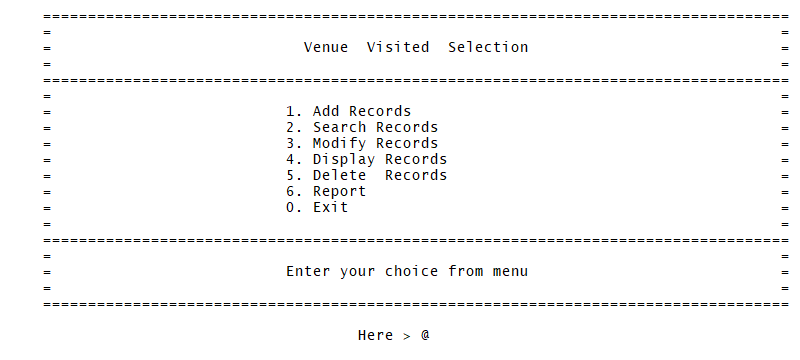 ===================================================================================
= =
= Venue  Visited  Selection =
= =
===================================================================================
= =
= 1. Add Records =
= 2. Search Records =
= 3. Modify Records =
= 4. Display Records =
= 5. Delete  Records =
= 6. Report =
= 0. Exit =
= =
===================================================================================
= =
= Enter your choice from menu =
= =
===================================================================================
Here > @